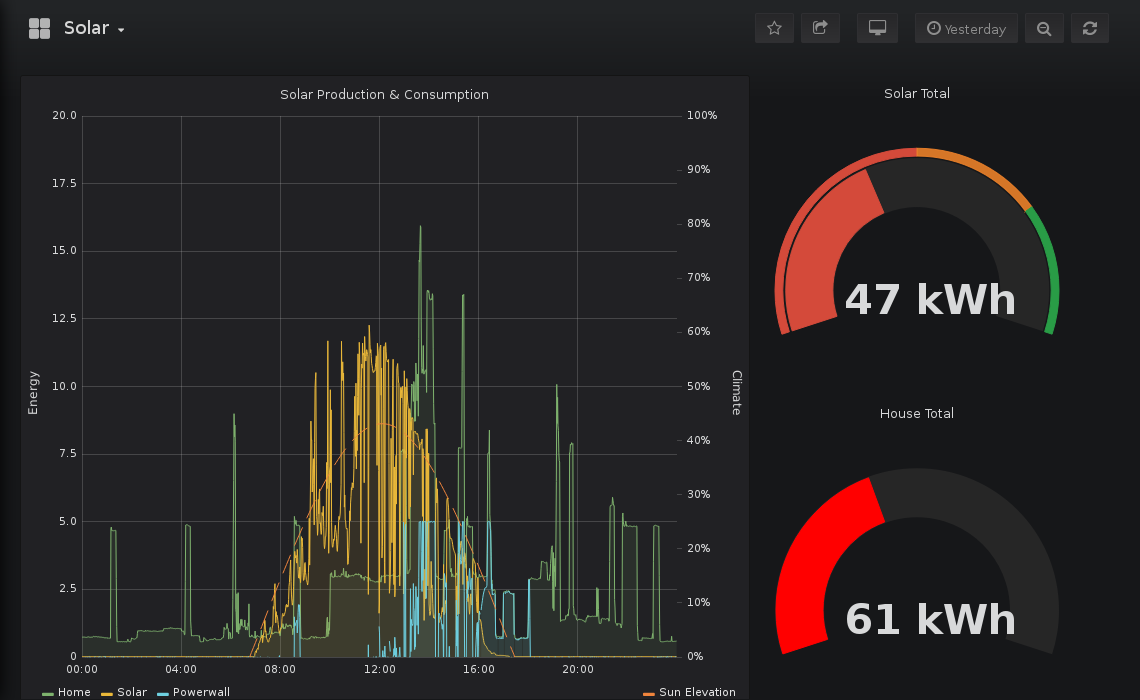 Solar
Yesterday
Solar Production & Consumption
20.0
17.5
15.0
12.5
10.0
7.5
5.0
2.5
0
Energy
100%
90%
80%
70%
60%
50%
40%
30%
20%
10%
0%
Climate
00:00 04:00 08:00 12:00 16:00 20:00
Home Solar Powerwall Sun Elevation
Solar Total
47 kWh
House Total
61 kWh